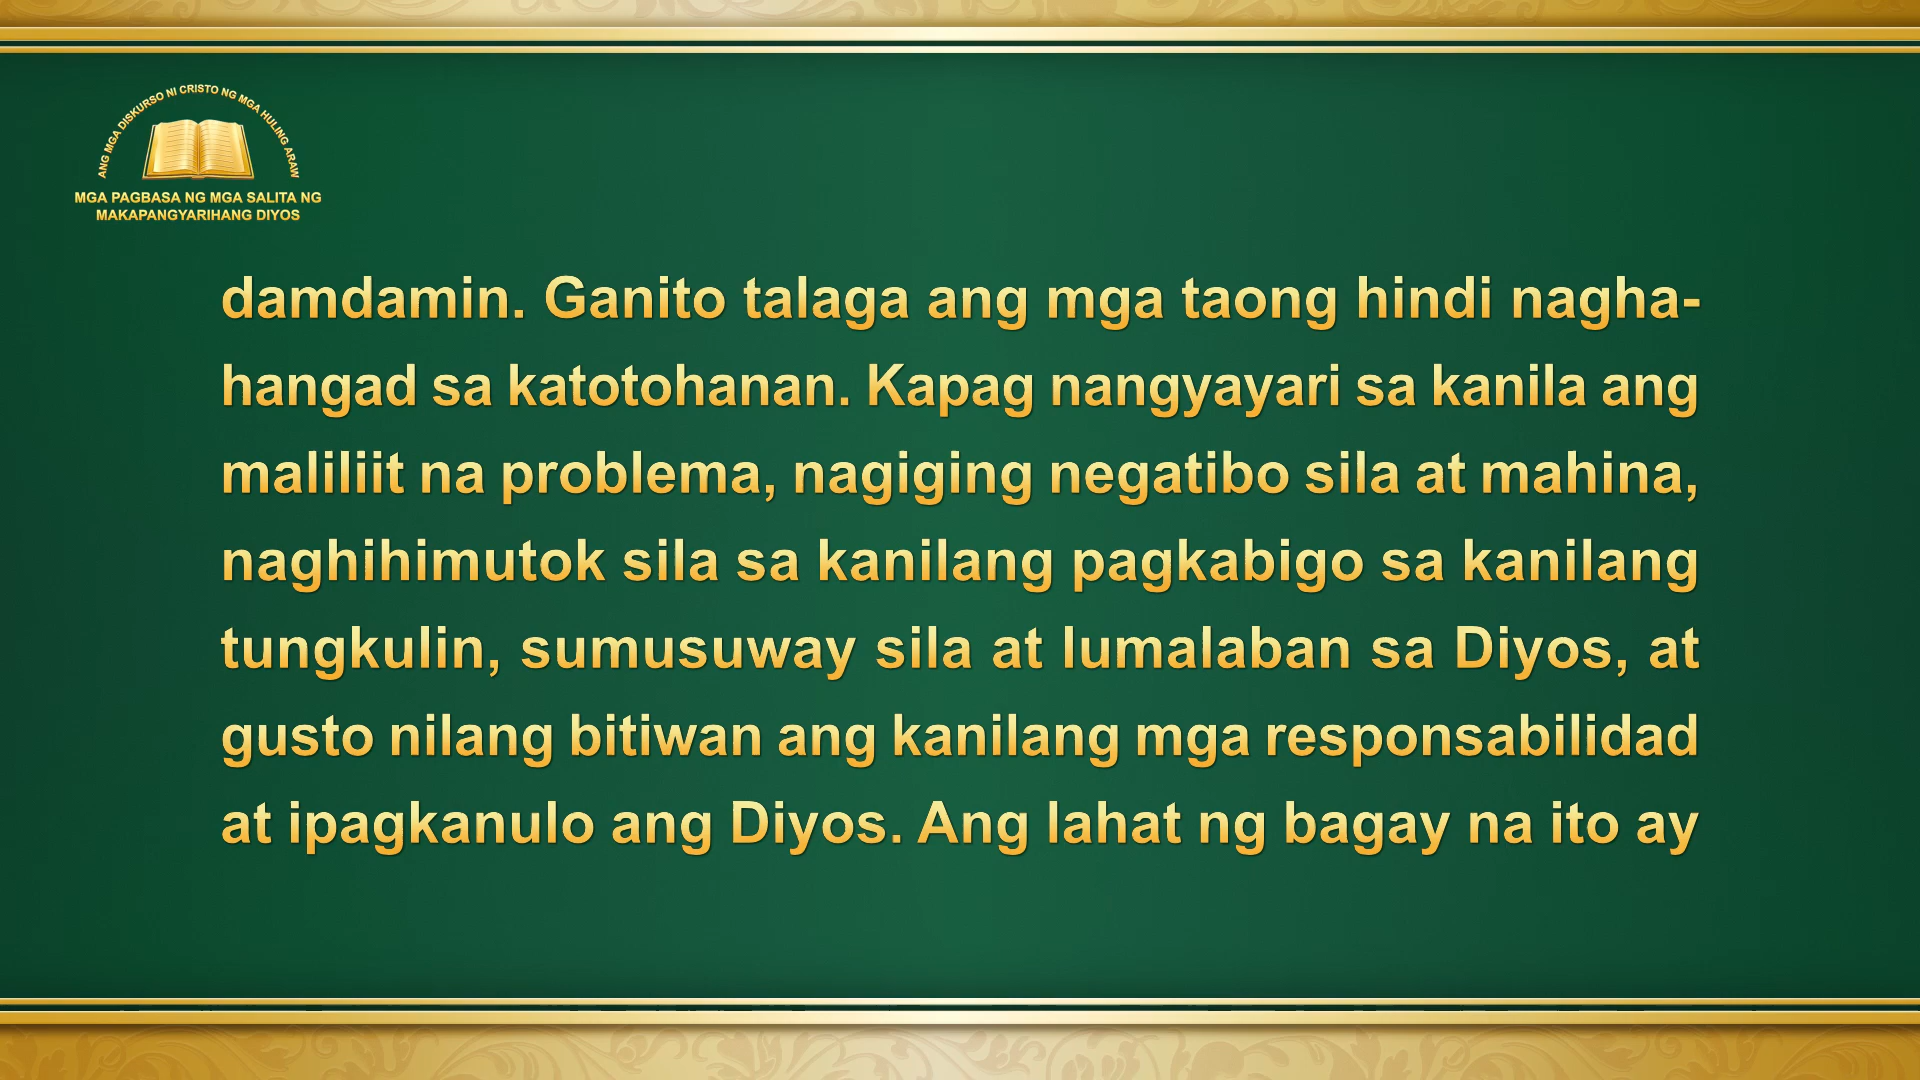 ANG MGA DISKURSO NI CRISTO NG MGA HULING ARAW
MGA PAGBASA NG MGA SALITA NG
MAKAPANGYARIHANG DIYOS
damdamin. Ganito talaga ang mga taong hindi nagha-
hangad sa katotohanan. Kapag nangyayari sa kanila ang
maliliit na problema, nagiging negatibo sila at mahina,
naghihimutok sila sa kanilang pagkabigo sa kanilang
tungkulin, sumusuway sila at lumalaban sa Diyos, at
gusto nilang bitiwan ang kanilang mga responsabilidad
at ipagkanulo ang Diyos. Ang lahat ng bagay na ito ay